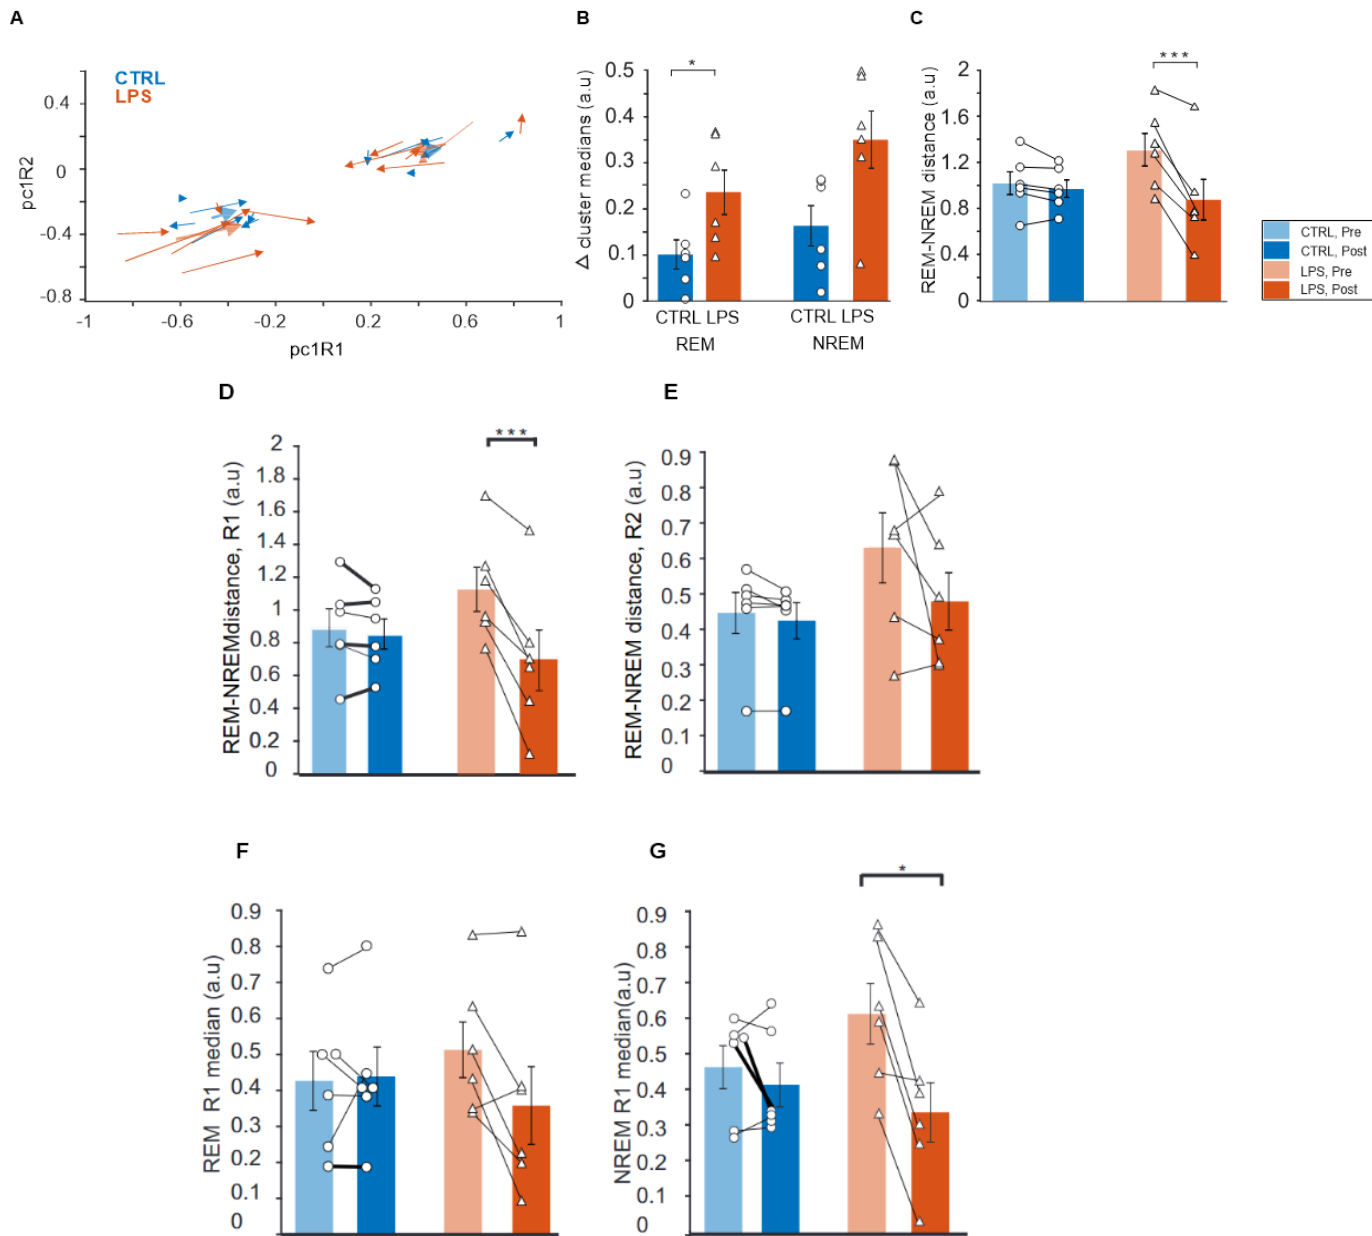 A
CTRL
LPS
0.4
0
-0.4
-0.8
pc1R2
-1
-0.6
-0.2
0.2
0.6
1
pc1R1
B
*
0.5
0.4
0.3
0.2
0.1
0
Δ cluster medians (a.u)
CTRL LPS
CTRL LPS
REM
NREM
C
***
2
1.6
1.2
0.8
0.4
0
REM-NREM distance (a.u)
CTRL, Pre
CTRL, Post
LPS, Pre
LPS, Post
D
***
2
1.8
1.6
1.4
1.2
1
0.8
0.6
0.4
0.2
0
REM-NREMdistance, R1 (a.u)
E
0.9
0.8
0.7
0.6
0.5
0.4
0.3
0.2
0.1
0
REM-NREM distance, R2 (a.u)
F
0.9
0.8
0.7
0.6
0.5
0.4
0.3
0.2
0.1
0
REM R1 median (a.u)
G
*
0.9
0.8
0.7
0.6
0.5
0.4
0.3
0.2
0.1
0
NREM R1 median(a.u)